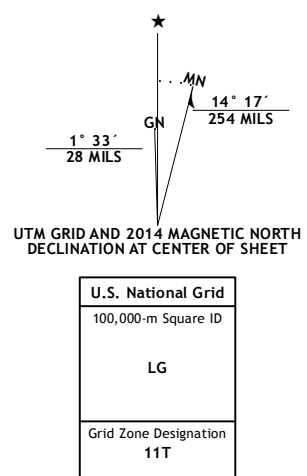 MN
GN
14° 17´
254 MILS
1° 33´
28 MILS
UTM GRID AND 2014 MAGNETIC NORTH
DECLINATION AT CENTER OF SHEET
U.S. National Grid
100,000-m Square ID
LG
Grid Zone Designation
11T